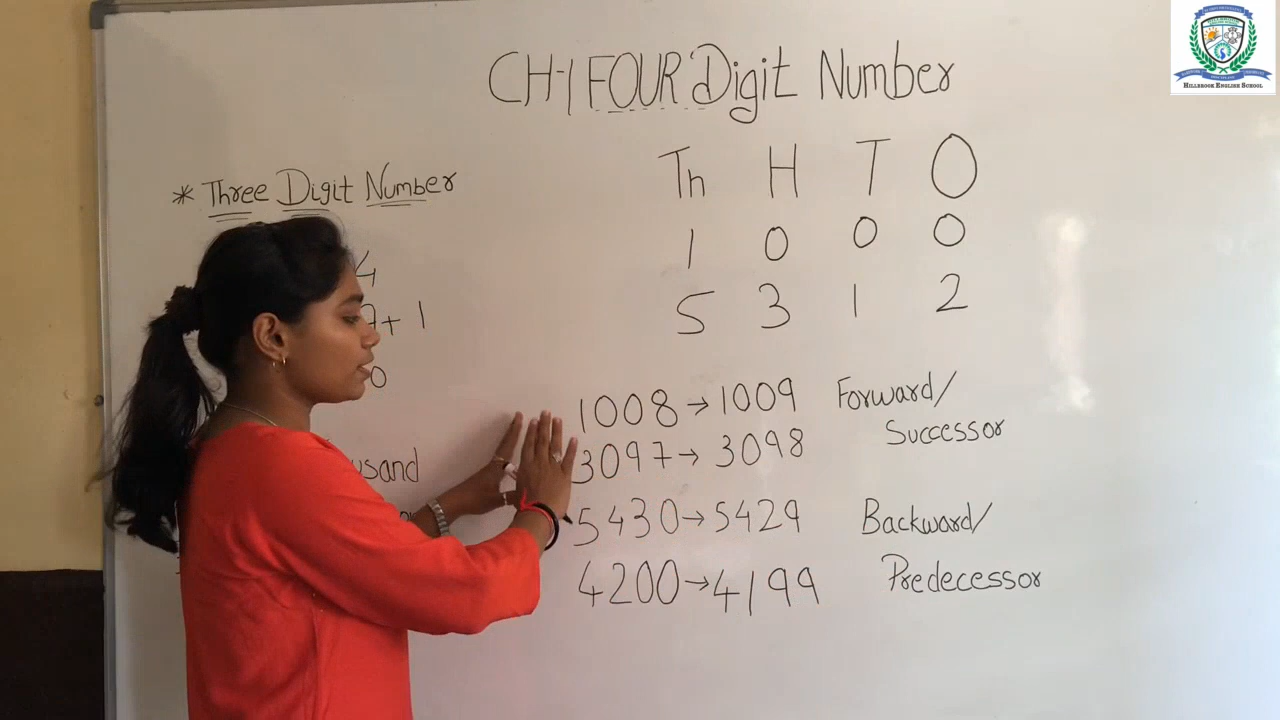 CH-1 FOUR Digit Number
* Three Digit Number
4
+ 1
0
usand
Th H T O
1 0 0 0
5 3 1 2
1008 → 1009 Forward/
Successor
3097 → 3098
5430 → 5429 Backward/
4200 → 4199 Predecessor
HILLBROOK ENGLISH SCHOOL